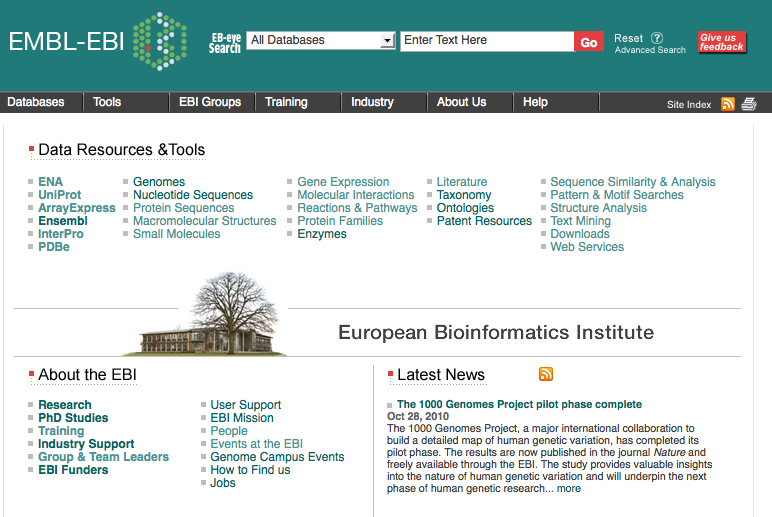 EMBL-EBI
EB-eye
Search
All Databases
Enter Text Here
Go
Reset ?
Advanced Search
Give us
feedback
Databases Tools EBI Groups Training Industry About Us Help Site Index
Data Resources &Tools
ENA
UniProt
ArrayExpress
Ensembl
InterPro
PDBe
Genomes
Nucleotide Sequences
Protein Sequences
Macromolecular Structures
Small Molecules
Gene Expression
Molecular Interactions
Reactions & Pathways
Protein Families
Enzymes
Literature
Taxonomy
Ontologies
Patent Resources
Sequence Similarity & Analysis
Pattern & Motif Searches
Structure Analysis
Text Mining
Downloads
Web Services
European Bioinformatics Institute
About the EBI
Research
PhD Studies
Training
Industry Support
Group & Team Leaders
EBI Funders
User Support
EBI Mission
People
Events at the EBI
Genome Campus Events
How to Find us
Jobs
Latest News
The 1000 Genomes Project pilot phase complete
Oct 28, 2010
The 1000 Genomes Project, a major international collaboration to
build a detailed map of human genetic variation, has completed its
pilot phase. The results are now published in the journal Nature and
freely available through the EBI. The study provides valuable insights
into the nature of human genetic variation and will underpin the next
phase of human genetic research... more